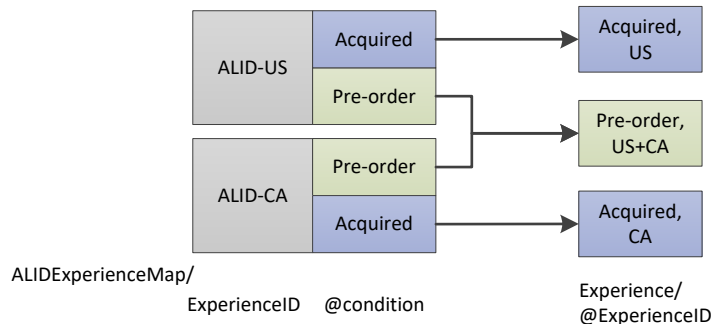 ALID-US
Acquired
Pre-order
ALID-CA
Pre-order
Acquired
Acquired,
US
Pre-order,
US+CA
Acquired,
CA
ALIDExperienceMap/
ExperienceID @condition
Experience/
@ExperienceID